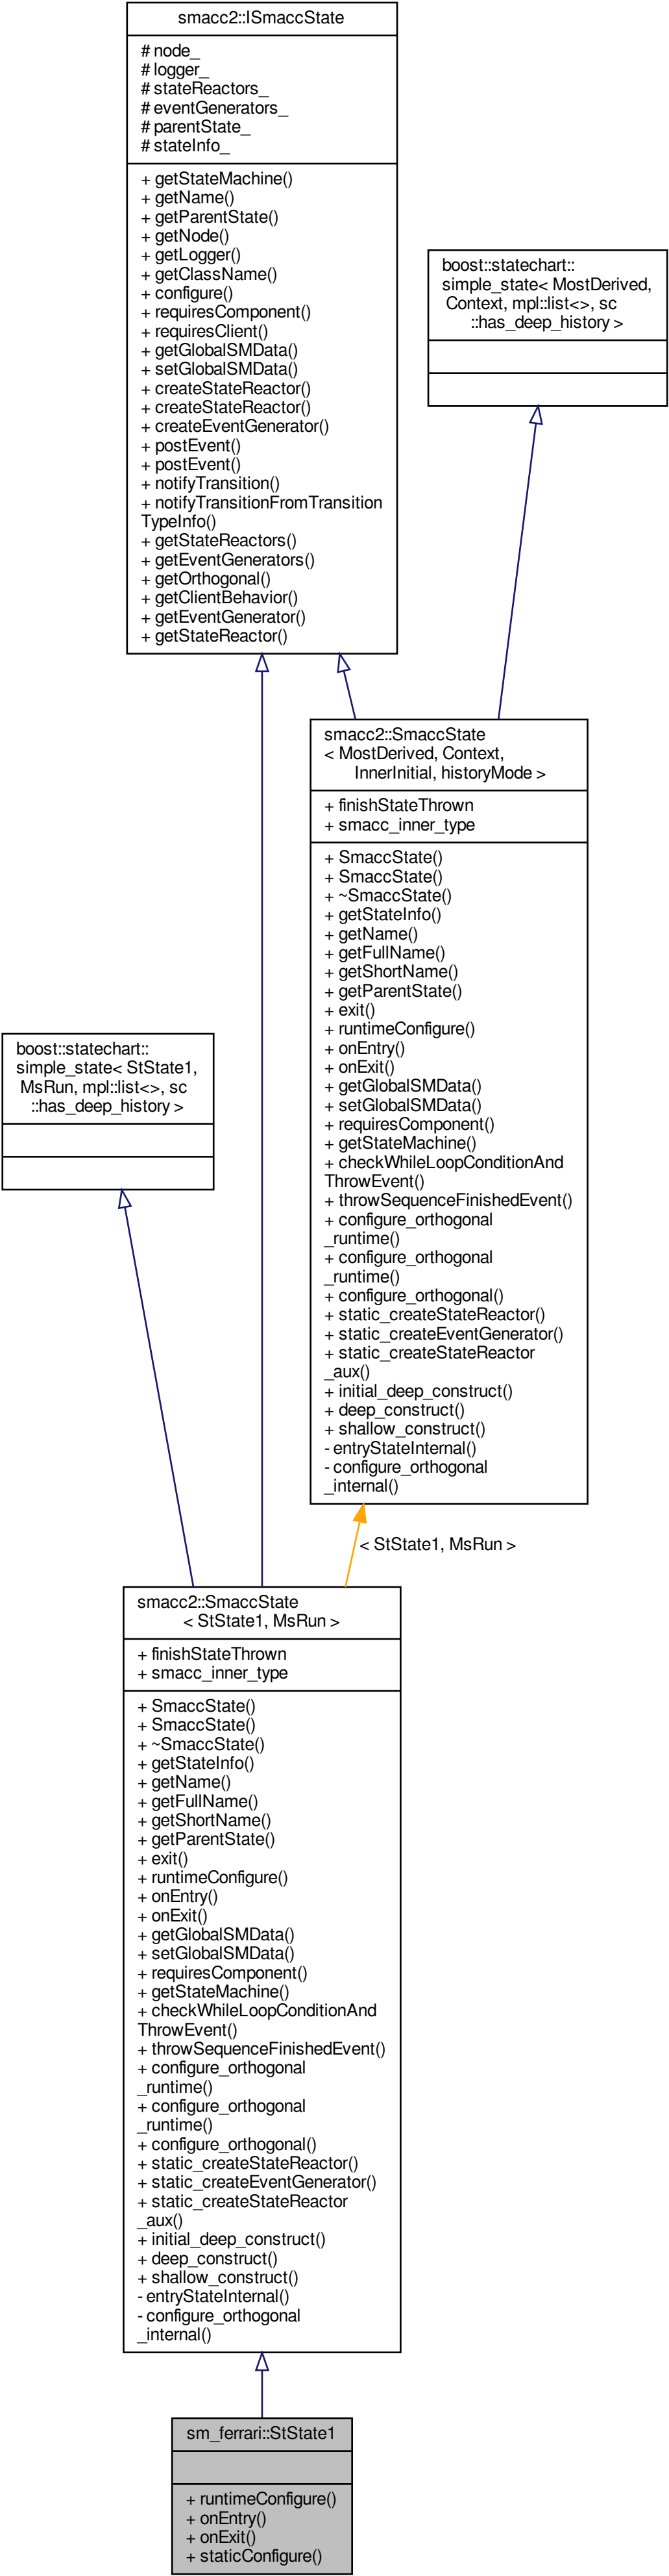 smacc2::ISmaccState
# node_
# logger_
# stateReactors_
# eventGenerators_
# parentState_
# stateInfo_
+ getStateMachine()
+ getName()
+ getParentState()
+ getNode()
+ getLogger()
+ getClassName()
+ configure()
+ requiresComponent()
+ requiresClient()
+ getGlobalSMData()
+ setGlobalSMData()
+ createStateReactor()
+ createStateReactor()
+ createEventGenerator()
+ postEvent()
+ postEvent()
+ notifyTransition()
+ notifyTransitionFromTransition
TypeInfo()
+ getStateReactors()
+ getEventGenerators()
+ getOrthogonal()
+ getClientBehavior()
+ getEventGenerator()
+ getStateReactor()
boost::statechart::
simple_state< MostDerived,
Context, mpl::list<>, sc
::has_deep_history >
smacc2::SmaccState
< MostDerived, Context,
InnerInitial, historyMode >
+ finishStateThrown
+ smacc_inner_type
+ SmaccState()
+ SmaccState()
+ ~SmaccState()
+ getStateInfo()
+ getName()
+ getFullName()
+ getShortName()
+ getParentState()
+ exit()
+ runtimeConfigure()
+ onEntry()
+ onExit()
+ getGlobalSMData()
+ setGlobalSMData()
+ requiresComponent()
+ getStateMachine()
+ checkWhileLoopConditionAnd
ThrowEvent()
+ throwSequenceFinishedEvent()
+ configure_orthogonal
_runtime()
+ configure_orthogonal
_runtime()
+ configure_orthogonal()
+ static_createStateReactor()
+ static_createEventGenerator()
+ static_createStateReactor
_aux()
+ initial_deep_construct()
+ deep_construct()
+ shallow_construct()
- entryStateInternal()
- configure_orthogonal
_internal()
boost::statechart::
simple_state< StState1,
MsRun, mpl::list<>, sc
::has_deep_history >
< StState1, MsRun >
smacc2::SmaccState
< StState1, MsRun >
+ finishStateThrown
+ smacc_inner_type
+ SmaccState()
+ SmaccState()
+ ~SmaccState()
+ getStateInfo()
+ getName()
+ getFullName()
+ getShortName()
+ getParentState()
+ exit()
+ runtimeConfigure()
+ onEntry()
+ onExit()
+ getGlobalSMData()
+ setGlobalSMData()
+ requiresComponent()
+ getStateMachine()
+ checkWhileLoopConditionAnd
ThrowEvent()
+ throwSequenceFinishedEvent()
+ configure_orthogonal
_runtime()
+ configure_orthogonal
_runtime()
+ configure_orthogonal()
+ static_createStateReactor()
+ static_createEventGenerator()
+ static_createStateReactor
_aux()
+ initial_deep_construct()
+ deep_construct()
+ shallow_construct()
- entryStateInternal()
- configure_orthogonal
_internal()
sm_ferrari::StState1
+ runtimeConfigure()
+ onEntry()
+ onExit()
+ staticConfigure()